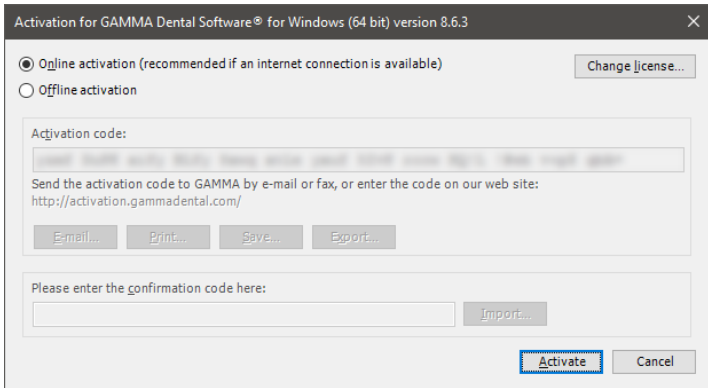 Activation for GAMMA Dental Software® for Windows (64 bit) version 8.6.3
Online activation (recommended if an internet connection is available)
Change license...
Offline activation
Activation code:
Send the activation code to GAMMA by e-mail or fax, or enter the code on our web site:
http://activation.gammadental.com/
E-mail... Print... Save... Export...
Please enter the confirmation code here:
Import...
Activate Cancel